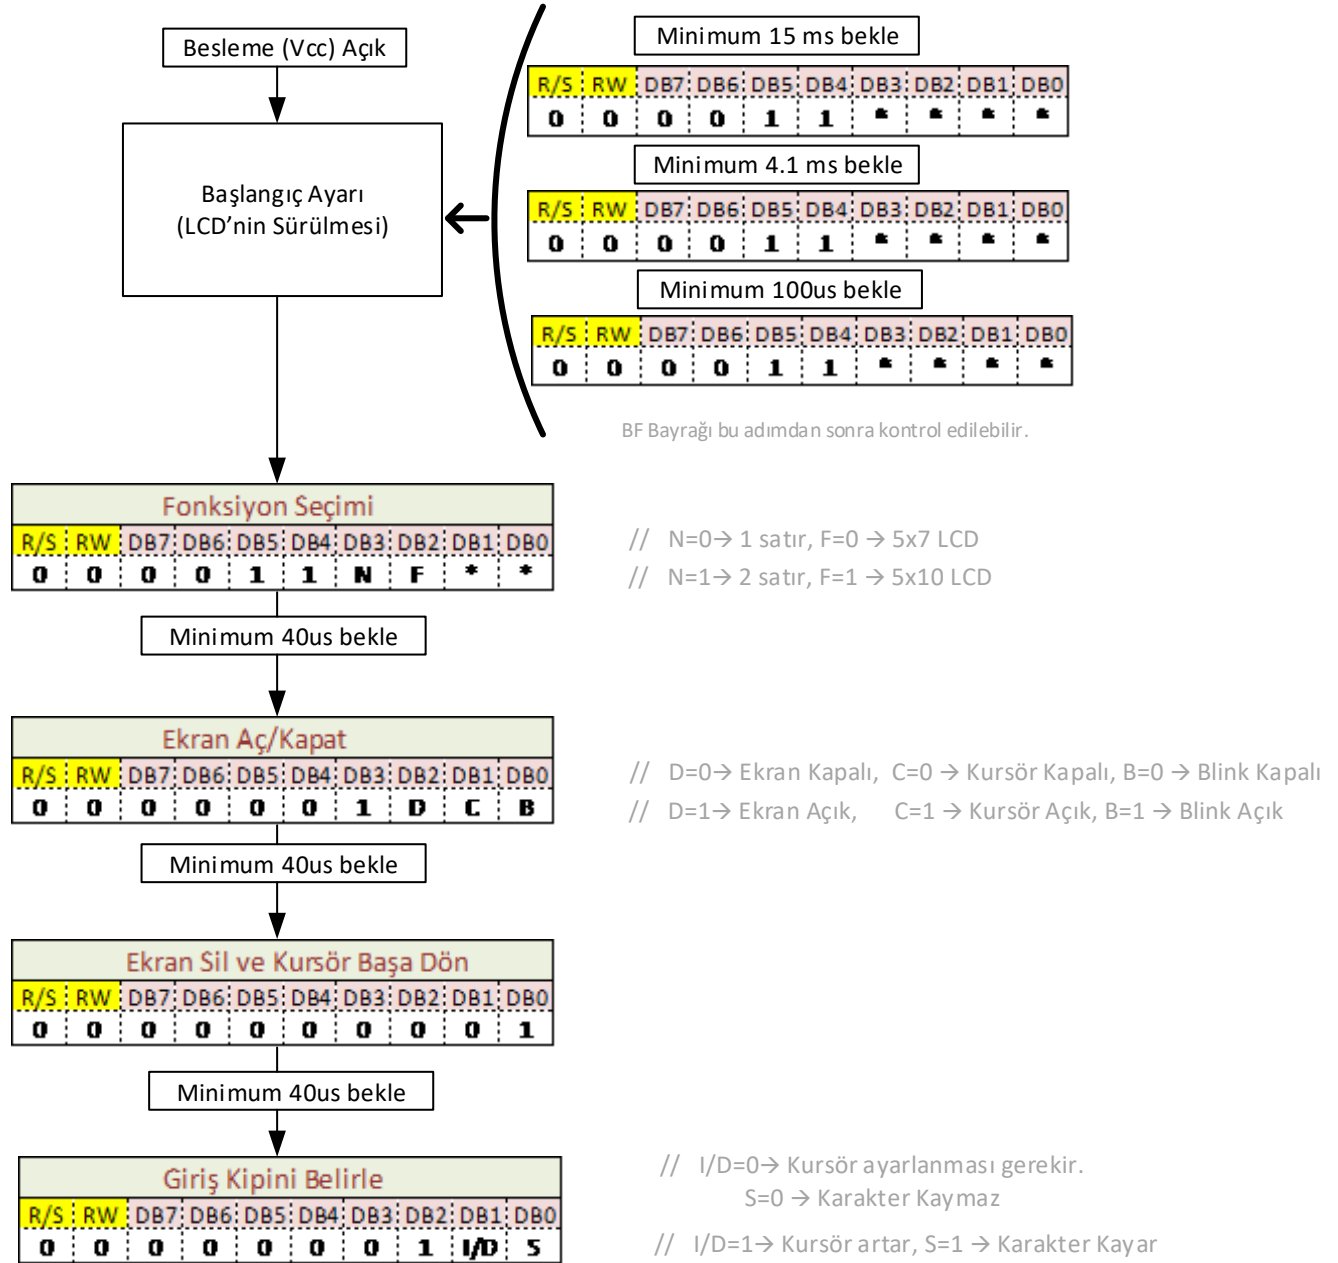 Besleme (Vcc) Açık
Başlangıç Ayarı
(LCD’nin Sürülmesi)
Minimum 15 ms bekle
R/S RW DB7 DB6 DB5 DB4 DB3 DB2 DB1 DB0
0 0 0 0 1 1 * * * *
Minimum 4.1 ms bekle
R/S RW DB7 DB6 DB5 DB4 DB3 DB2 DB1 DB0
0 0 0 0 1 1 * * * *
Minimum 100us bekle
R/S RW DB7 DB6 DB5 DB4 DB3 DB2 DB1 DB0
0 0 0 0 1 1 * * * *
BF Bayrağı bu adımdan sonra kontrol edilebilir.
Fonksiyon Seçimi
R/S RW DB7 DB6 DB5 DB4 DB3 DB2 DB1 DB0
0 0 0 0 1 1 N F * *
// N=0→ 1 satır, F=0 → 5x7 LCD
// N=1→ 2 satır, F=1 → 5x10 LCD
Minimum 40us bekle
Ekran Aç/Kapat
R/S RW DB7 DB6 DB5 DB4 DB3 DB2 DB1 DB0
0 0 0 0 0 0 1 D C B
// D=0→ Ekran Kapalı, C=0 → Kursör Kapalı, B=0 → Blink Kapalı
// D=1→ Ekran Açık, C=1 → Kursör Açık, B=1 → Blink Açık
Minimum 40us bekle
Ekran Sil ve Kursör Başa Dön
R/S RW DB7 DB6 DB5 DB4 DB3 DB2 DB1 DB0
0 0 0 0 0 0 0 0 0 1
Minimum 40us bekle
Giriş Kipini Belirle
R/S RW DB7 DB6 DB5 DB4 DB3 DB2 DB1 DB0
0 0 0 0 0 0 0 1 I/D S
// I/D=0→ Kursör ayarlanması gerekir.
S=0 → Karakter Kaymaz
// I/D=1→ Kursör artar, S=1 → Karakter Kayar